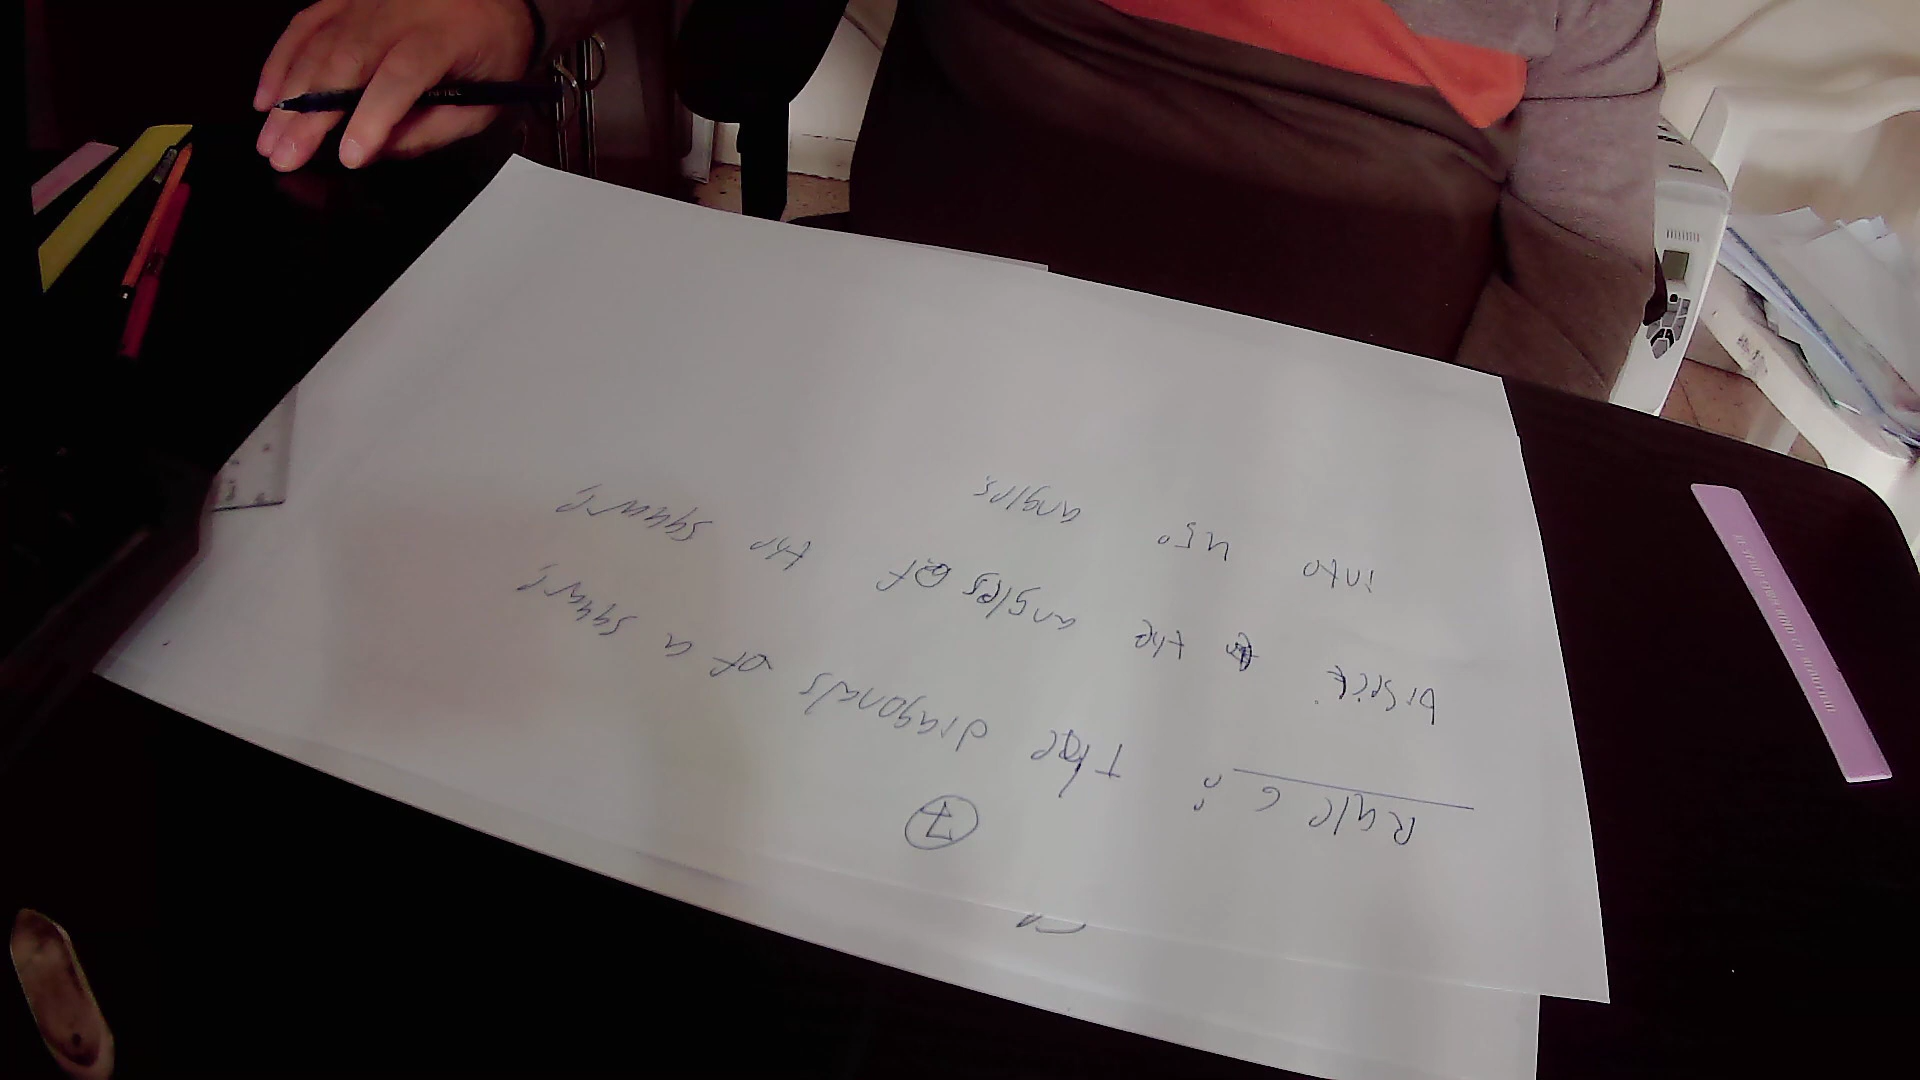 7
Rule 6: The diagonals of a square
bisect the angles of the square
into 45° angles.